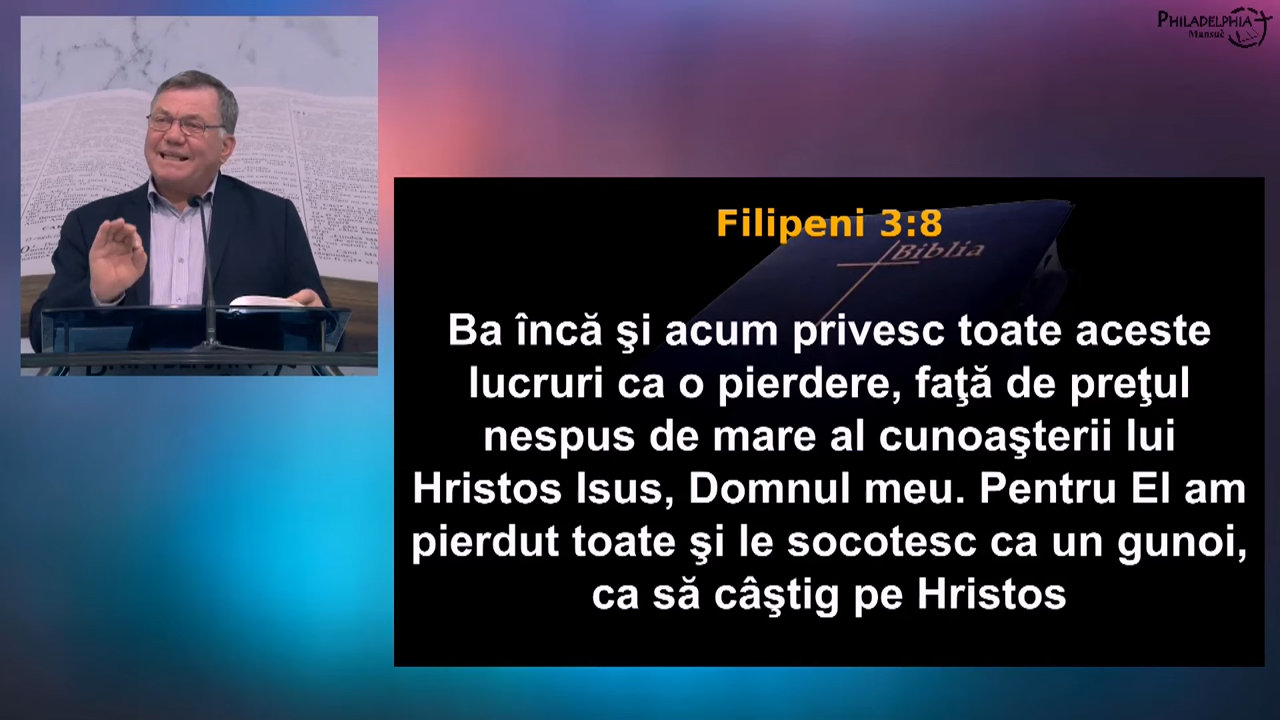 PHILADELPHIA
Mansuè
Filipeni 3:8
Biblia
Ba încă şi acum privesc toate aceste
lucruri ca o pierdere, faţă de preţul
nespus de mare al cunoaşterii lui
Hristos Isus, Domnul meu. Pentru El am
pierdut toate şi le socotesc ca un gunoi,
ca să câştig pe Hristos